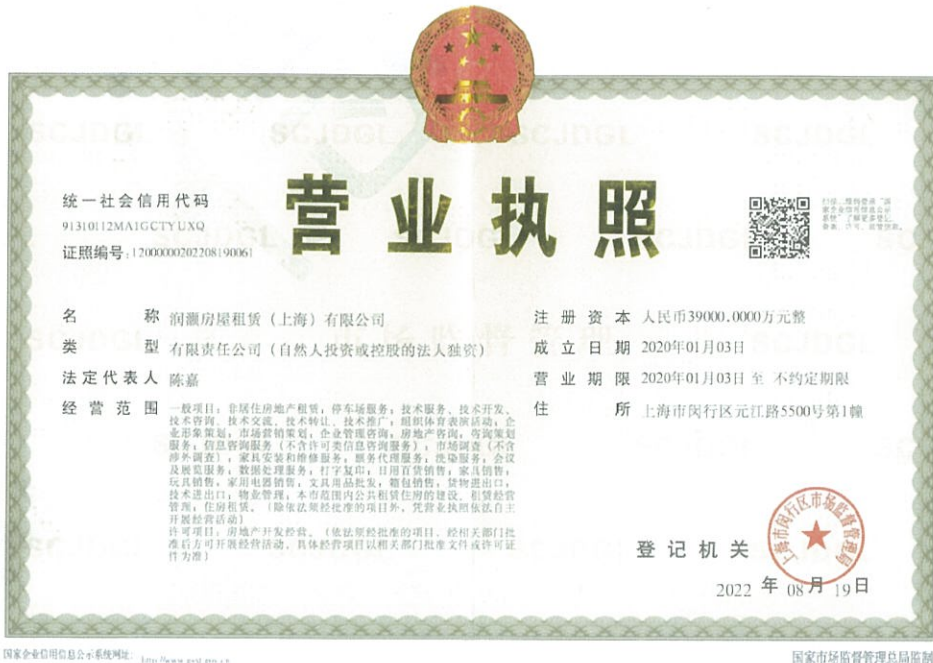 营业执照
统一社会信用代码
91310112MA1GCTYUXQ
证照编号:12000000202208190061
名称 润灏房屋租赁（上海）有限公司
类型 有限责任公司（自然人投资或控股的法人独资）
法定代表人 陈嘉
经营范围 一般项目：非居住房地产租赁；停车场服务；技术服务、技术开发、
技术咨询、技术交流、技术转让、技术推广；组织体育表演活动；企
业形象策划；市场营销策划；企业管理咨询；房地产咨询；咨询策划
服务；信息咨询服务（不含许可类信息咨询服务）；市场调查（不含
涉外调查）；家具安装和维修服务；票务代理服务；洗染服务；会议
及展览服务；数据处理服务；打字复印；日用百货销售；家具销售；
玩具销售；家用电器销售；文具用品批发；箱包销售；货物进出口；
技术进出口；物业管理；本市范围内公共租赁住房的建设、租赁经营
管理；住房租赁。（除依法须经批准的项目外，凭营业执照依法自主
开展经营活动）
许可项目：房地产开发经营。（依法须经批准的项目，经相关部门批
准后方可开展经营活动，具体经营项目以相关部门批准文件或许可证
件为准）
注册资本 人民币39000.0000万元整
成立日期 2020年01月03日
营业期限 2020年01月03日 至 不约定期限
住所 上海市闵行区元江路5500号第1幢
登记机关
上海市闵行区市场监督管理局
2022 年 08 月 19 日
国家企业信用信息公示系统网址:
国家市场监督管理总局监制